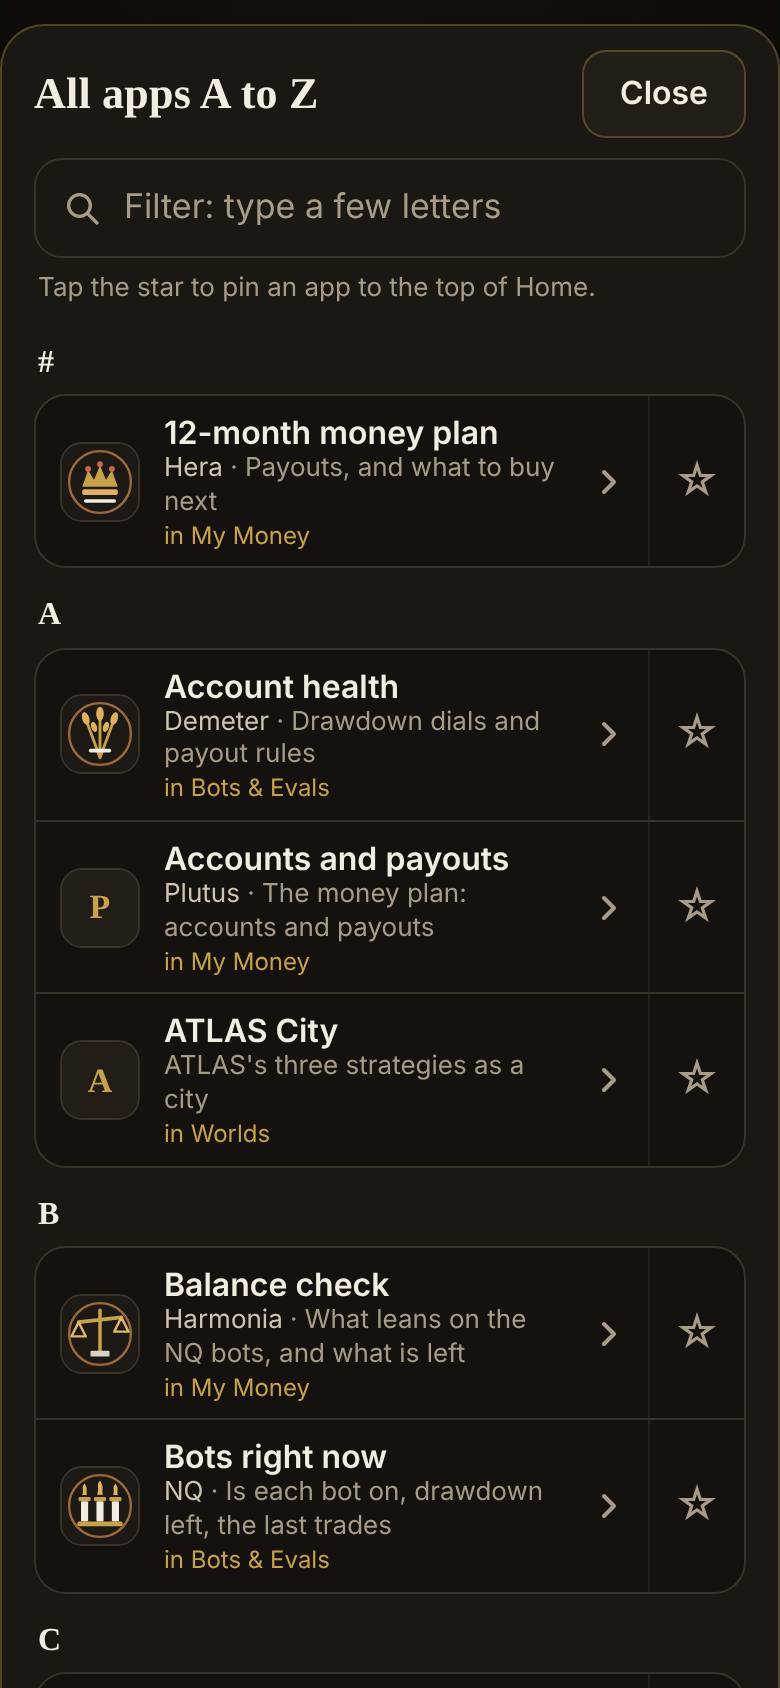 All apps A to Z
Close
Filter: type a few letters
Tap the star to pin an app to the top of Home.
#
12-month money plan
Hera · Payouts, and what to buy
next
in My Money
A
Account health
Demeter · Drawdown dials and
payout rules
in Bots & Evals
P
Accounts and payouts
Plutus · The money plan:
accounts and payouts
in My Money
A
ATLAS City
ATLAS's three strategies as a
city
in Worlds
B
Balance check
Harmonia · What leans on the
NQ bots, and what is left
in My Money
Bots right now
NQ · Is each bot on, drawdown
left, the last trades
in Bots & Evals
C